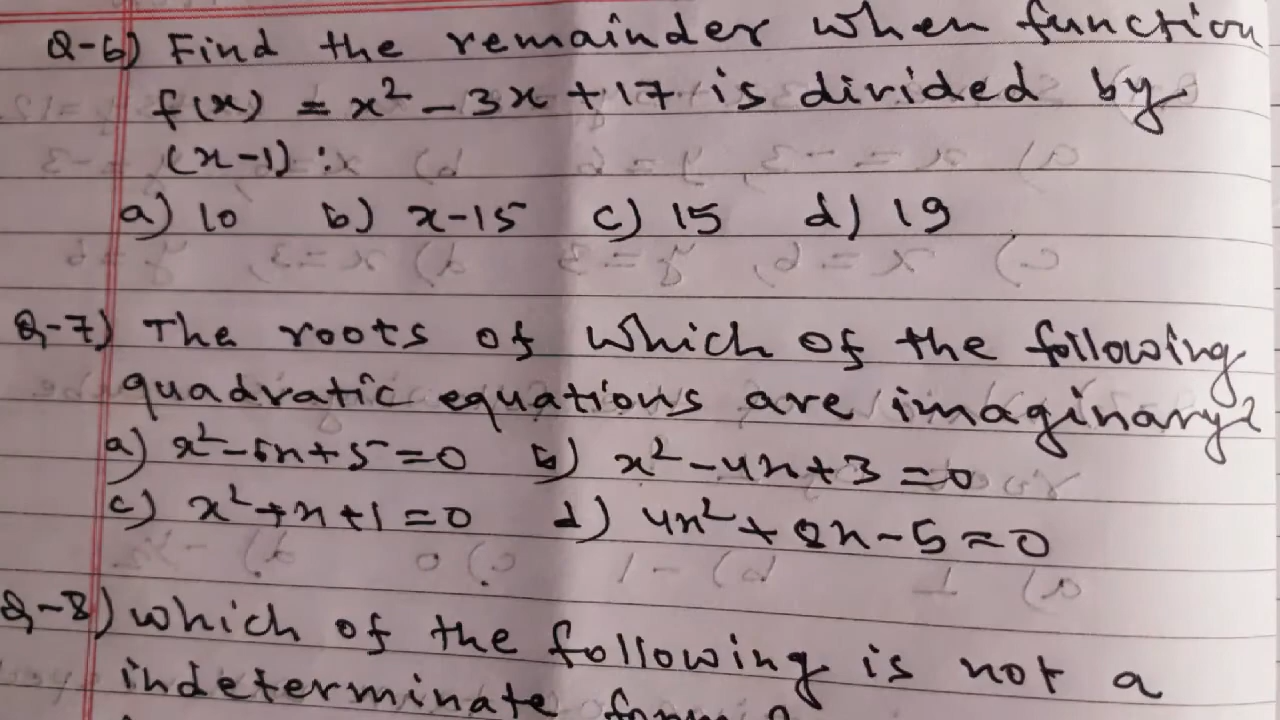 Q-6) Find the remainder when function
f(x) = x² - 3x + 17 is divided by
(x-1) :
a) 10 b) x-15 c) 15 d) 19
Q-7) The roots of which of the following
quadratic equations are imaginary?
a) x² - 5x + 5 = 0 b) x² - 4x + 3 = 0
c) x² + x + 1 = 0 d) 4x² + 2x - 5 = 0
Q-8) which of the following is not a
indeterminate form?